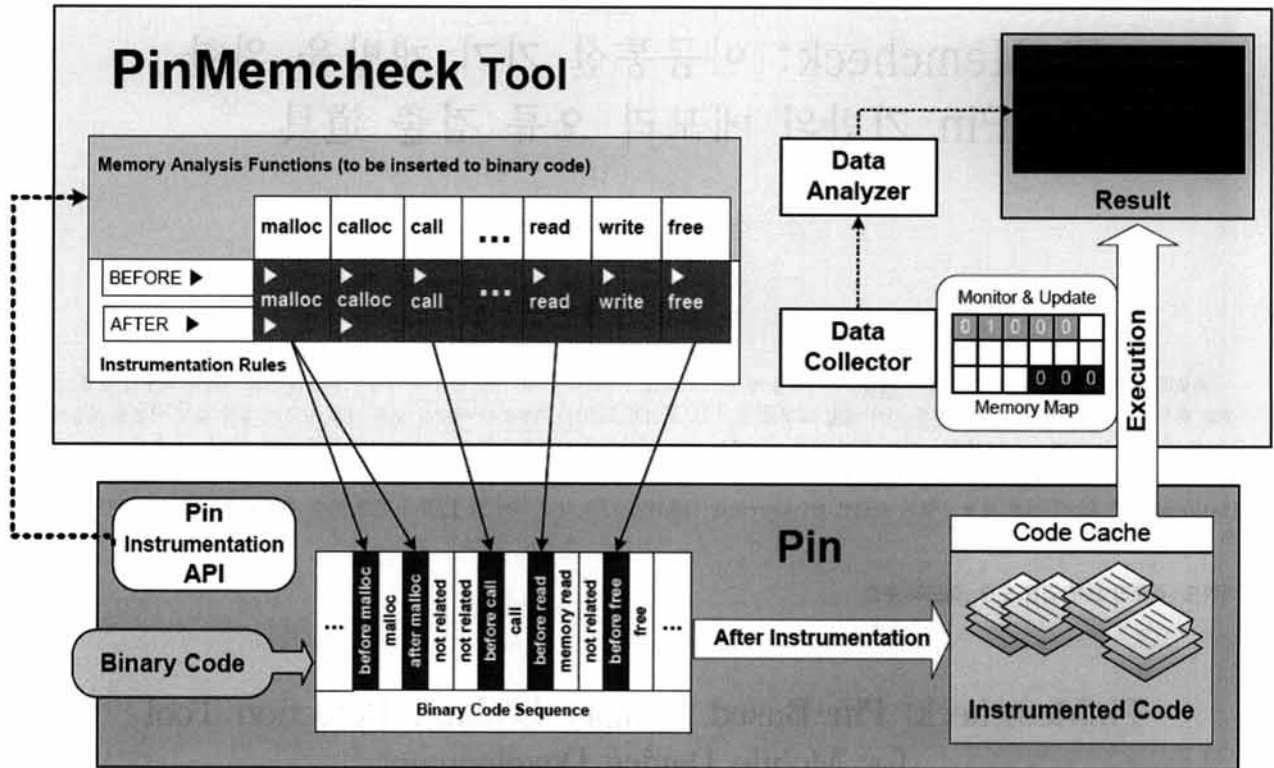 PinMemcheck Tool
Memory Analysis Functions (to be inserted to binary code)
malloc calloc call ... read write free
BEFORE ▶
malloc calloc call ... read write free
AFTER ▶
Instrumentation Rules
Data
Analyzer
Data
Collector
Result
Monitor & Update
0 1 0 0 0
0 0 0
Memory Map
Execution
Pin
Instrumentation
API
Binary Code
Pin
...
before malloc
malloc
after malloc
not related
not related
before call
call
before read
memory read
not related
before free
free
...
Binary Code Sequence
After Instrumentation
Code Cache
Instrumented Code